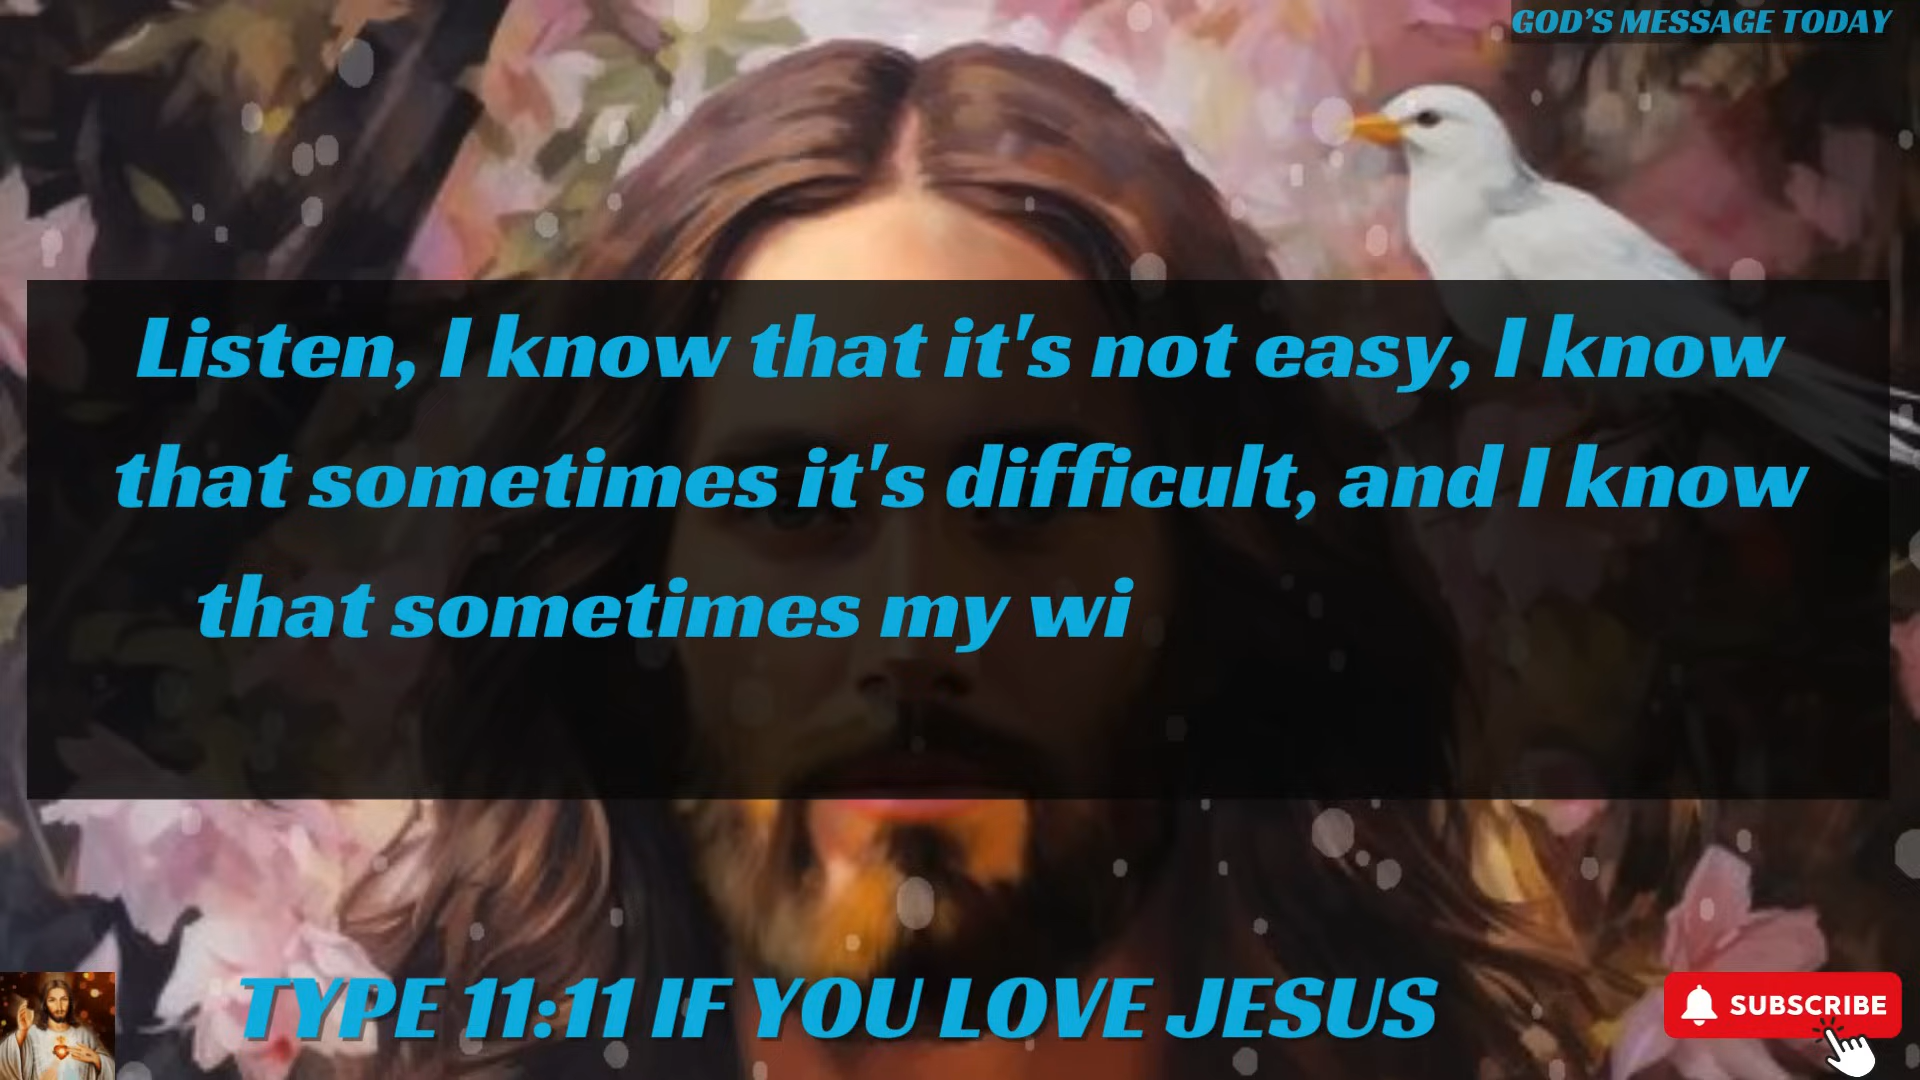 GOD'S MESSAGE TODAY
Listen, I know that it's not easy, I know
that sometimes it's difficult, and I know
that sometimes my wi
TYPE 11:11 IF YOU LOVE JESUS
SUBSCRIBE